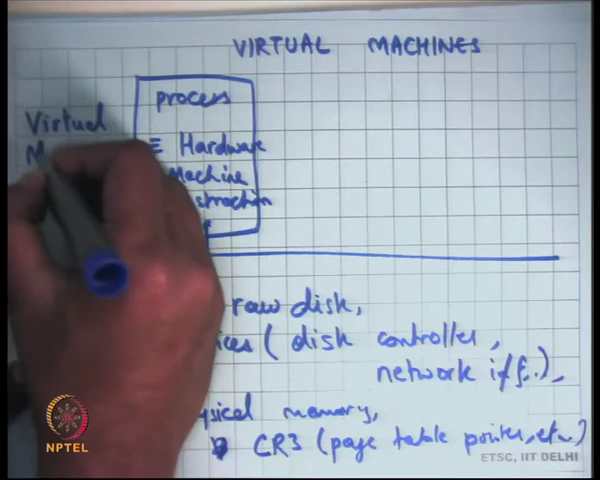 VIRTUAL MACHINES
process
Virtual
M
≡ Hardware
Machine
raw disk,
(disk controller,
network i/f..),
physical memory,
CR3 (page table pointer, etc.)
NPTEL
ETSC, IIT DELHI